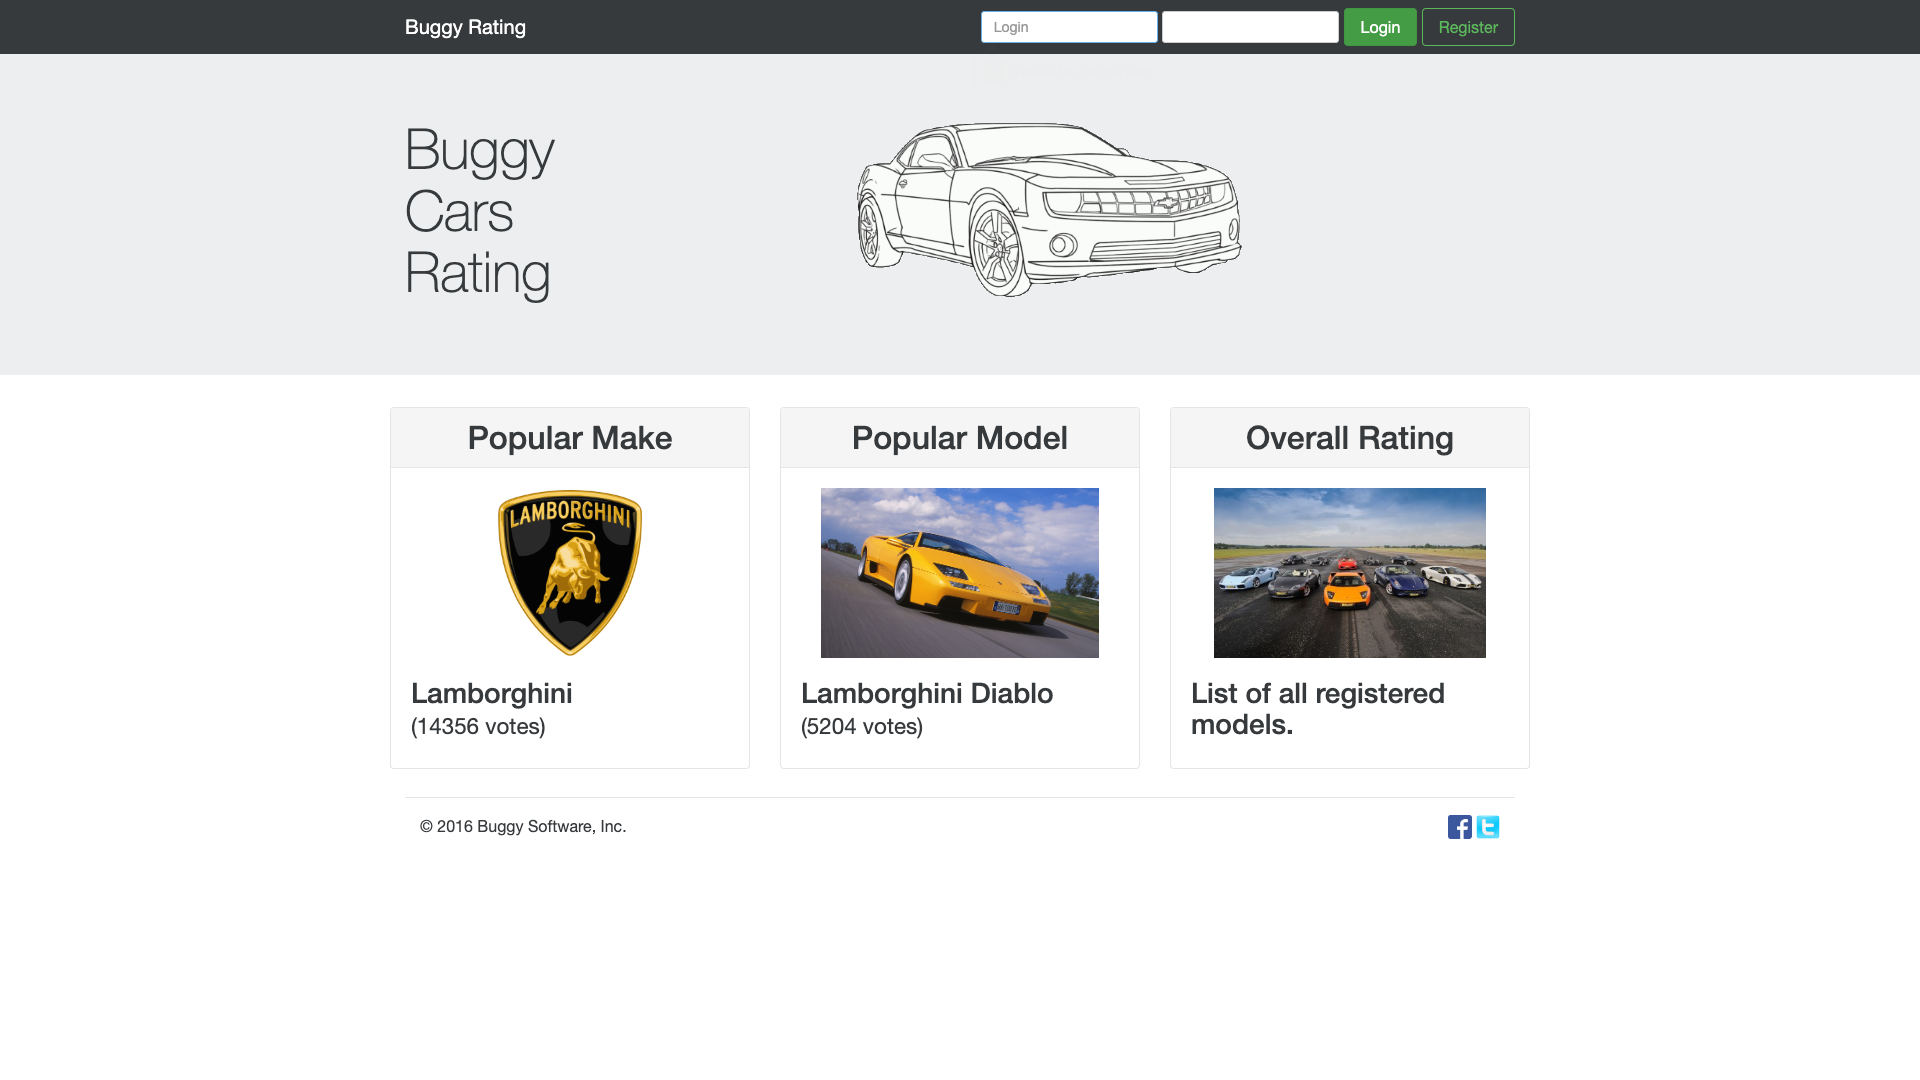 Buggy Rating
Login
Login
Register
Buggy
Cars
Rating
Popular Make
Popular Model
Overall Rating
LAMBORGHINI
Lamborghini
(14356 votes)
Lamborghini Diablo
(5204 votes)
List of all registered
models.
© 2016 Buggy Software, Inc.